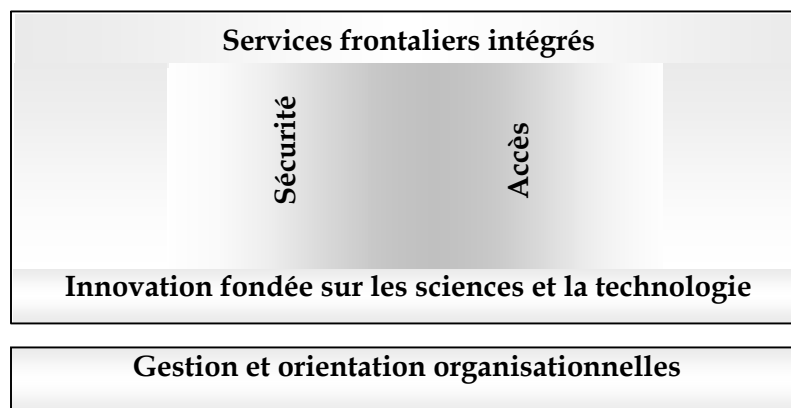 Services frontaliers intégrés
Sécurité
Accès
Innovation fondée sur les sciences et la technologie
Gestion et orientation organisationnelles